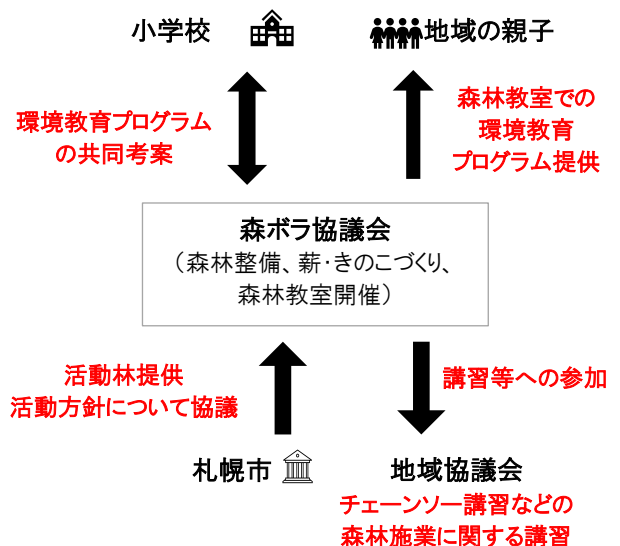 小学校
地域の親子
環境教育プログラム
の共同考案
森林教室での
環境教育
プログラム提供
森ボラ協議会
（森林整備、薪・きのこづくり、
森林教室開催）
活動林提供
活動方針について協議
講習等への参加
札幌市
地域協議会
チェーンソー講習などの
森林施業に関する講習